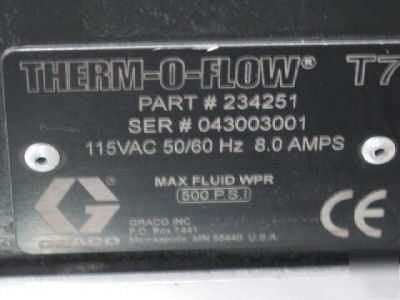 THERM-O-FLOW® T7
PART # 234251
SER # 043003001
115VAC 50/60 Hz 8.0 AMPS
MAX FLUID WPR
500 P.S.I
GRACO INC.
P.O. Box 1441
Minneapolis, MN 55440 U.S.A.
GRACO
CE